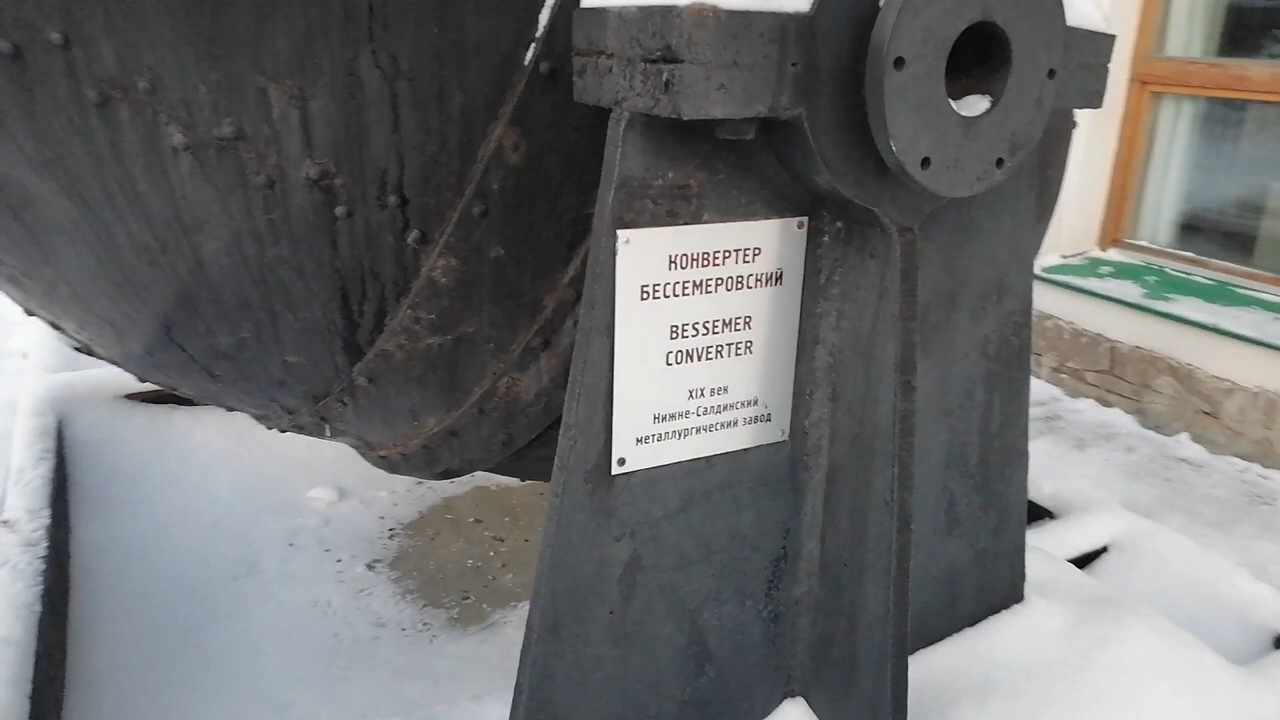 КОНВЕРТЕР
БЕССЕМЕРОВСКИЙ
BESSEMER
CONVERTER
XIX век
Нижне-Салдинский
металлургический завод